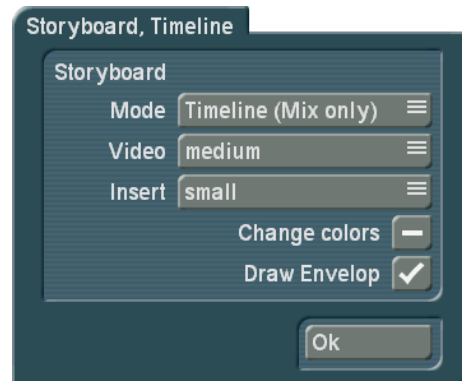 Storyboard, Timeline
Storyboard
Mode Timeline (Mix only)
Video medium
Insert small
Change colors
Draw Envelop
Ok